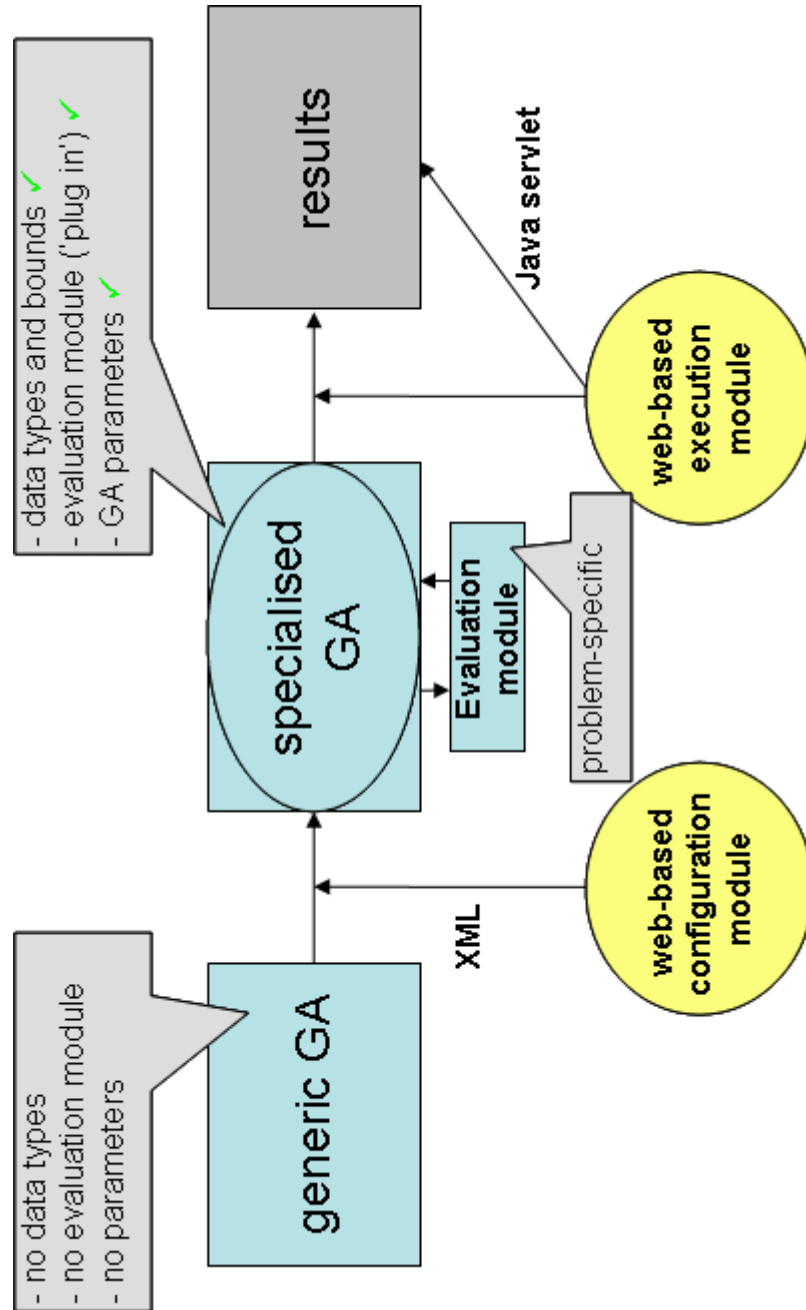 - no data types
- no evaluation module
- no parameters
- data types and bounds ✓
- evaluation module ('plug in') ✓
- GA parameters ✓
generic GA
specialised
GA
results
XML
Evaluation
module
Java servlet
problem-specific
web-based
configuration
module
web-based
execution
module